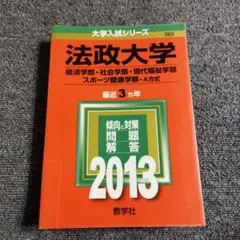 大学入試シリーズ
363
法政大学
経済学部・社会学部・現代福祉学部
スポーツ健康学部-A方式
最近3カ年
傾向と対策
問題
解答
2013
教学社